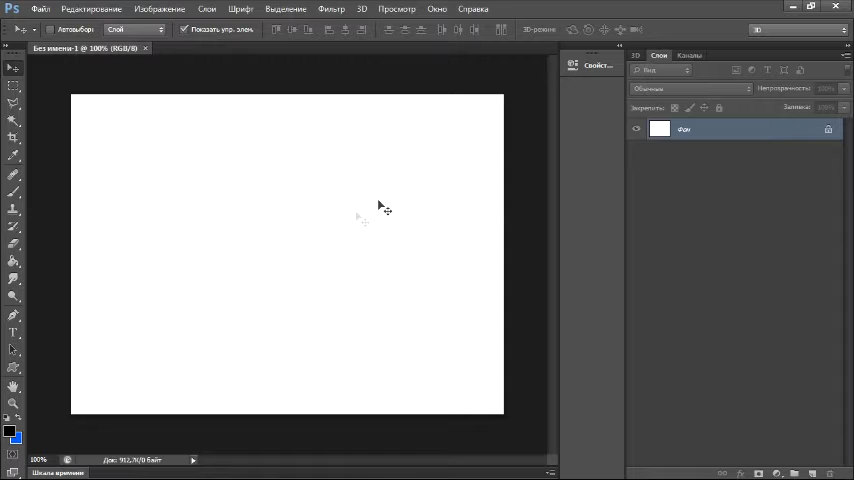 Ps Файл Редактирование Изображение Слои Шрифт Выделение Фильтр 3D Просмотр Окно Справка
Автовыбор: Слой Показать упр. элем. 3D-режим: 3D
Без имени-1 @ 100% (RGB/8) ×
3D Слои Каналы
Свойст...
Вид
Обычные Непрозрачность: 100%
Закрепить: Заливка: 100%
Фон
T
100% Док: 912,7K/0 байт
Шкала времени